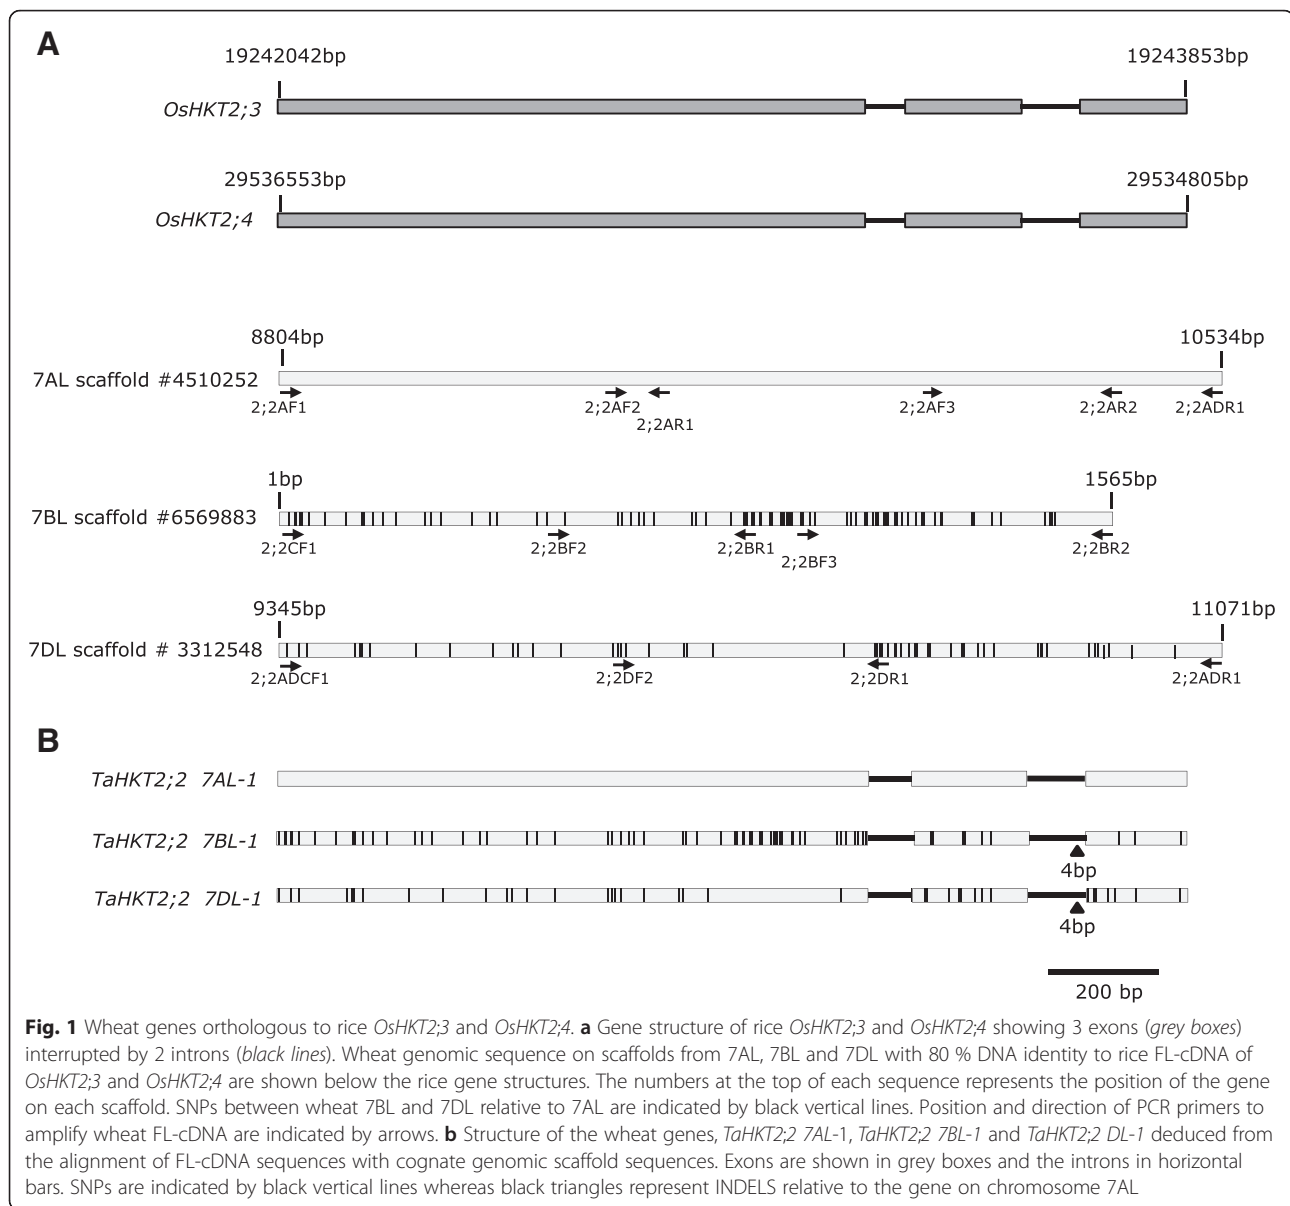 A
19242042bp 19243853bp
OsHKT2;3
29536553bp 29534805bp
OsHKT2;4
8804bp 10534bp
7AL scaffold #4510252
2;2AF1 2;2AF2 2;2AF3 2;2AR2 2;2ADR1
2;2AR1
1bp 1565bp
7BL scaffold #6569883
2;2CF1 2;2BF2 2;2BR1 2;2BR2
2;2BF3
9345bp 11071bp
7DL scaffold # 3312548
2;2ADCF1 2;2DF2 2;2DR1 2;2ADR1
B
TaHKT2;2 7AL-1
TaHKT2;2 7BL-1
4bp
TaHKT2;2 7DL-1
4bp
200 bp
Fig. 1 Wheat genes orthologous to rice OsHKT2;3 and OsHKT2;4. a Gene structure of rice OsHKT2;3 and OsHKT2;4 showing 3 exons (grey boxes)
interrupted by 2 introns (black lines). Wheat genomic sequence on scaffolds from 7AL, 7BL and 7DL with 80 % DNA identity to rice FL-cDNA of
OsHKT2;3 and OsHKT2;4 are shown below the rice gene structures. The numbers at the top of each sequence represents the position of the gene
on each scaffold. SNPs between wheat 7BL and 7DL relative to 7AL are indicated by black vertical lines. Position and direction of PCR primers to
amplify wheat FL-cDNA are indicated by arrows. b Structure of the wheat genes, TaHKT2;2 7AL-1, TaHKT2;2 7BL-1 and TaHKT2;2 DL-1 deduced from
the alignment of FL-cDNA sequences with cognate genomic scaffold sequences. Exons are shown in grey boxes and the introns in horizontal
bars. SNPs are indicated by black vertical lines whereas black triangles represent INDELS relative to the gene on chromosome 7AL